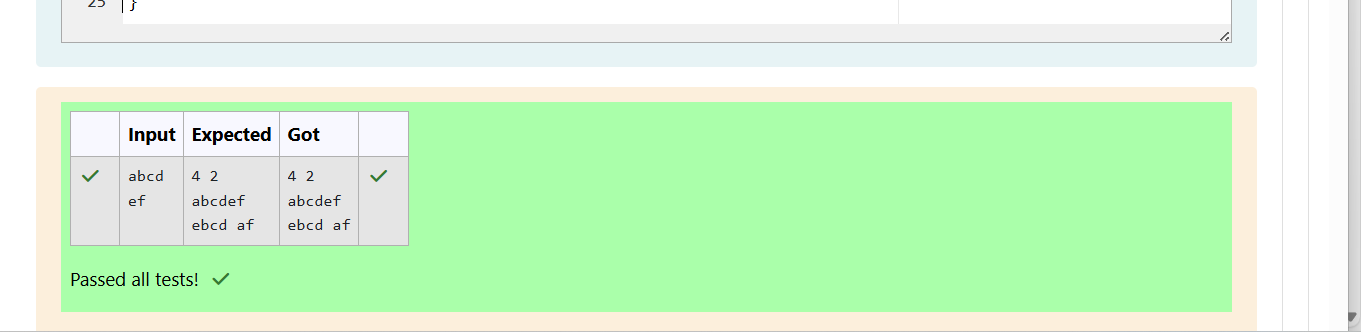 25 }
Input Expected Got
abcd 4 2 4 2
ef abcdef abcdef
ebcd af ebcd af
Passed all tests!